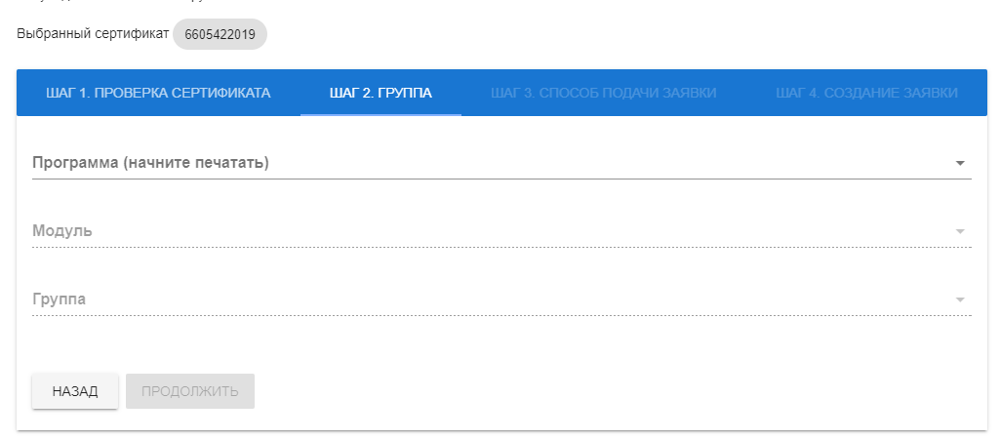 Выбранный сертификат 6605422019
ШАГ 1. ПРОВЕРКА СЕРТИФИКАТА ШАГ 2. ГРУППА ШАГ 3. СПОСОБ ПОДАЧИ ЗАЯВКИ ШАГ 4. СОЗДАНИЕ ЗАЯВКИ
Программа (начните печатать)
Модуль
Группа
НАЗАД ПРОДОЛЖИТЬ